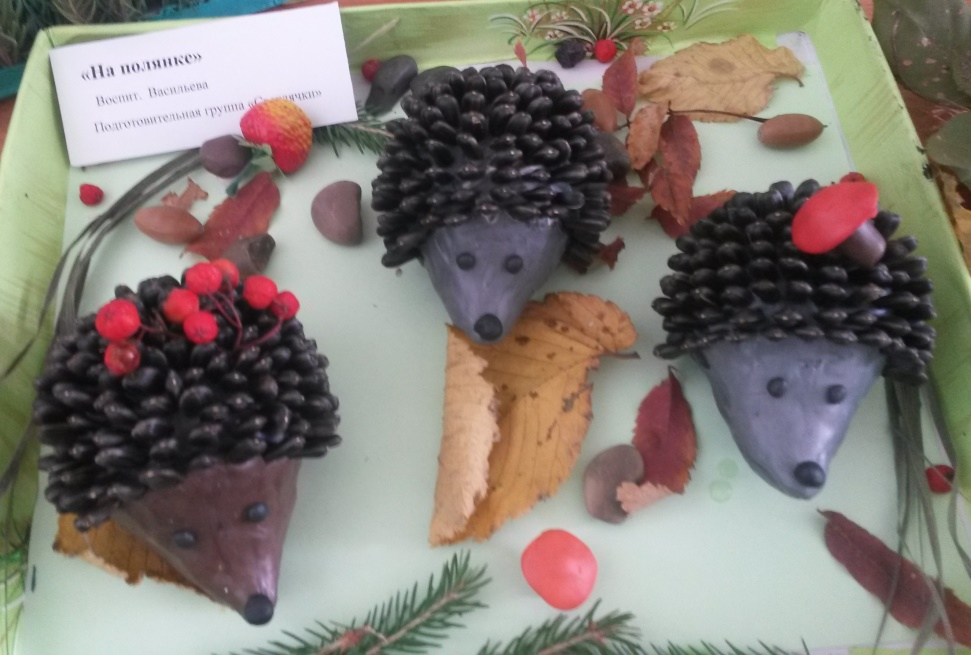 «На полянке»
Воспит. Васильева
Подготовительная группа